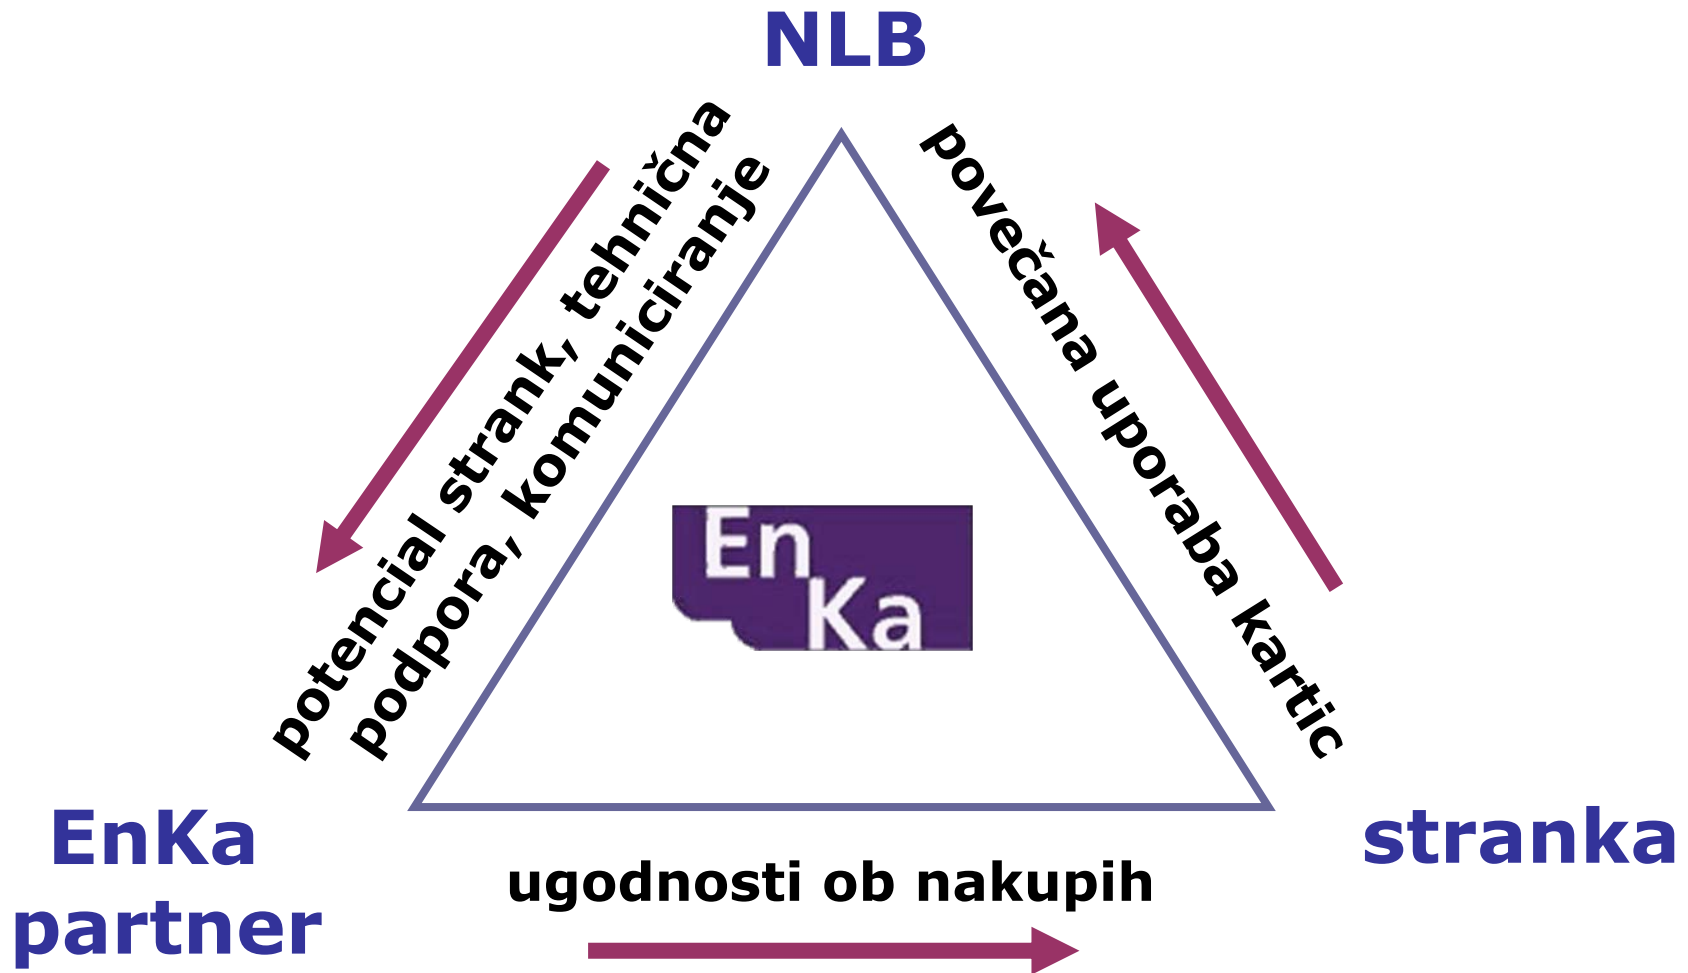 NLB
potencial strank, tehnična
podpora, komuniciranje
povečana uporaba kartic
En
Ka
EnKa
partner
stranka
ugodnosti ob nakupih